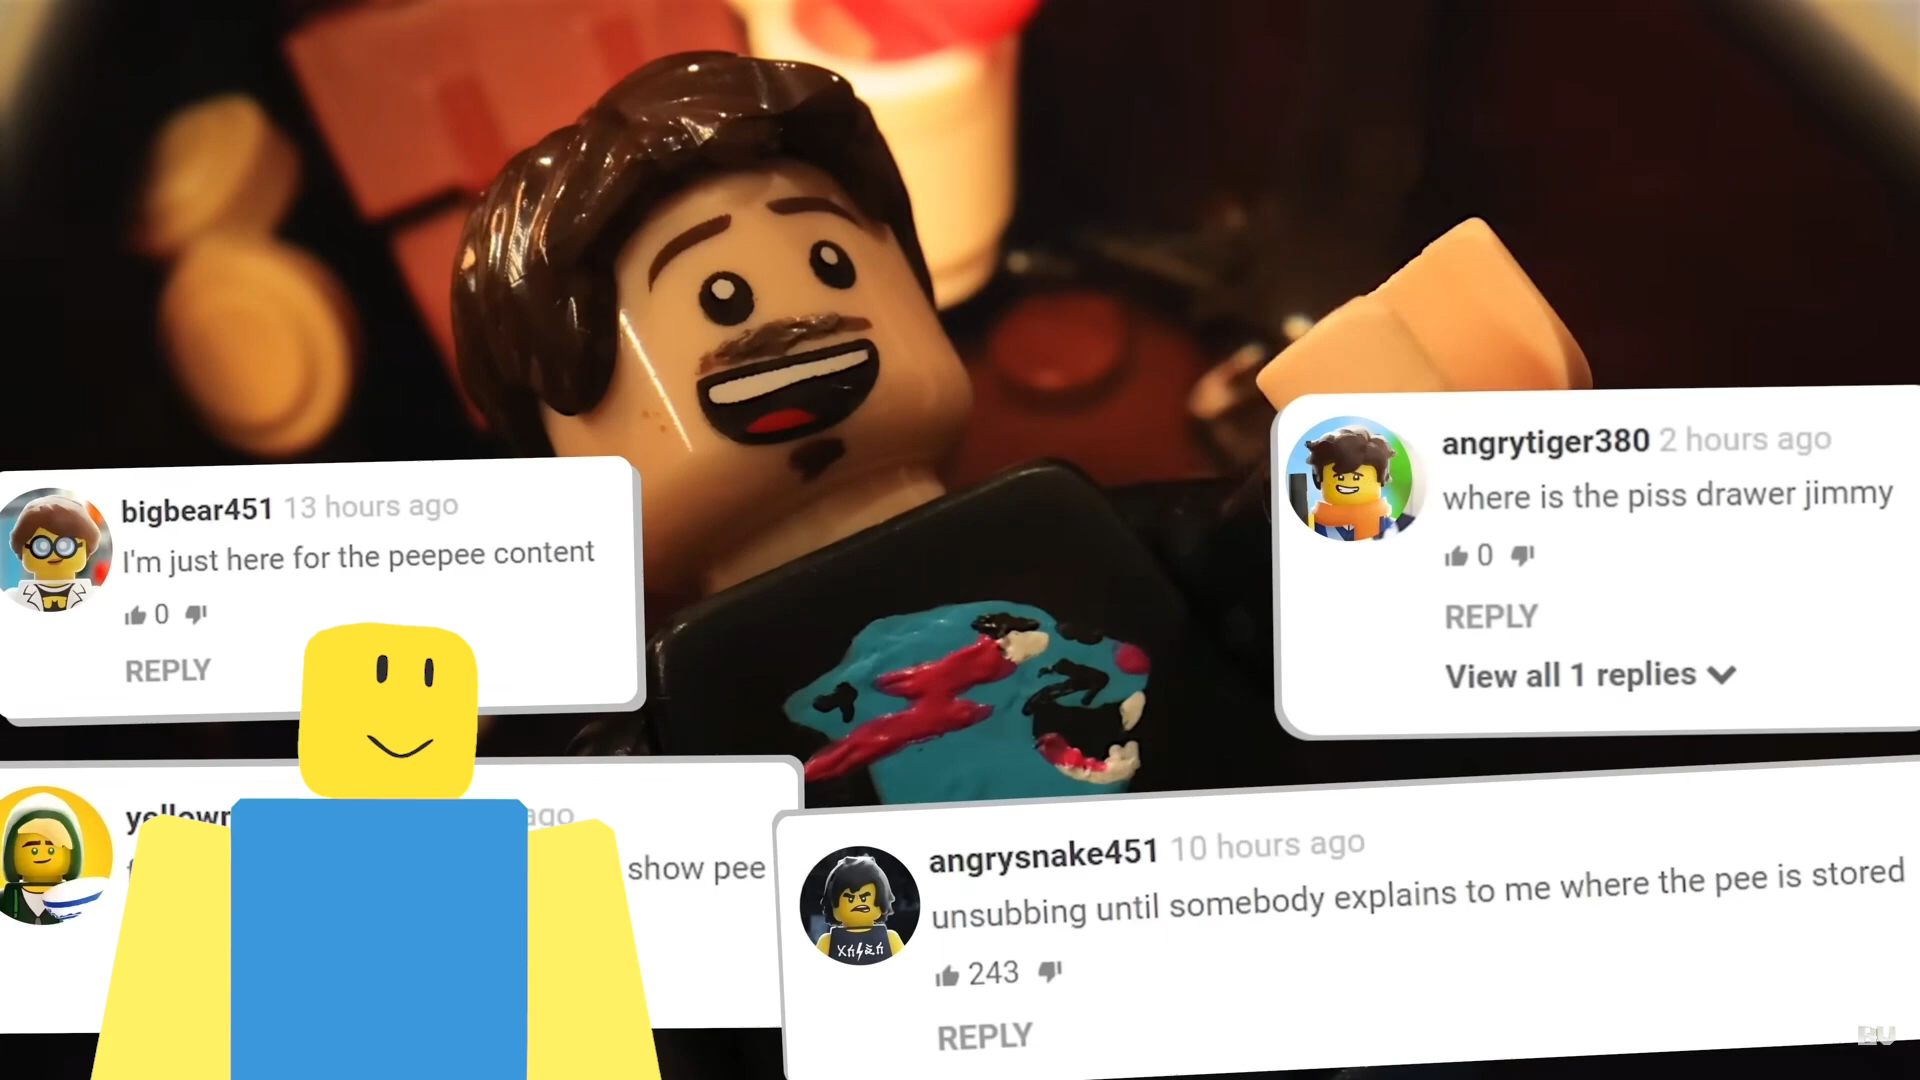 bigbear451 13 hours ago
I'm just here for the peepee content
0
REPLY
angrytiger380 2 hours ago
where is the piss drawer jimmy
0
REPLY
View all 1 replies
ago
show pee
angrysnake451 10 hours ago
unsubbing until somebody explains to me where the pee is stored
243
REPLY
BU